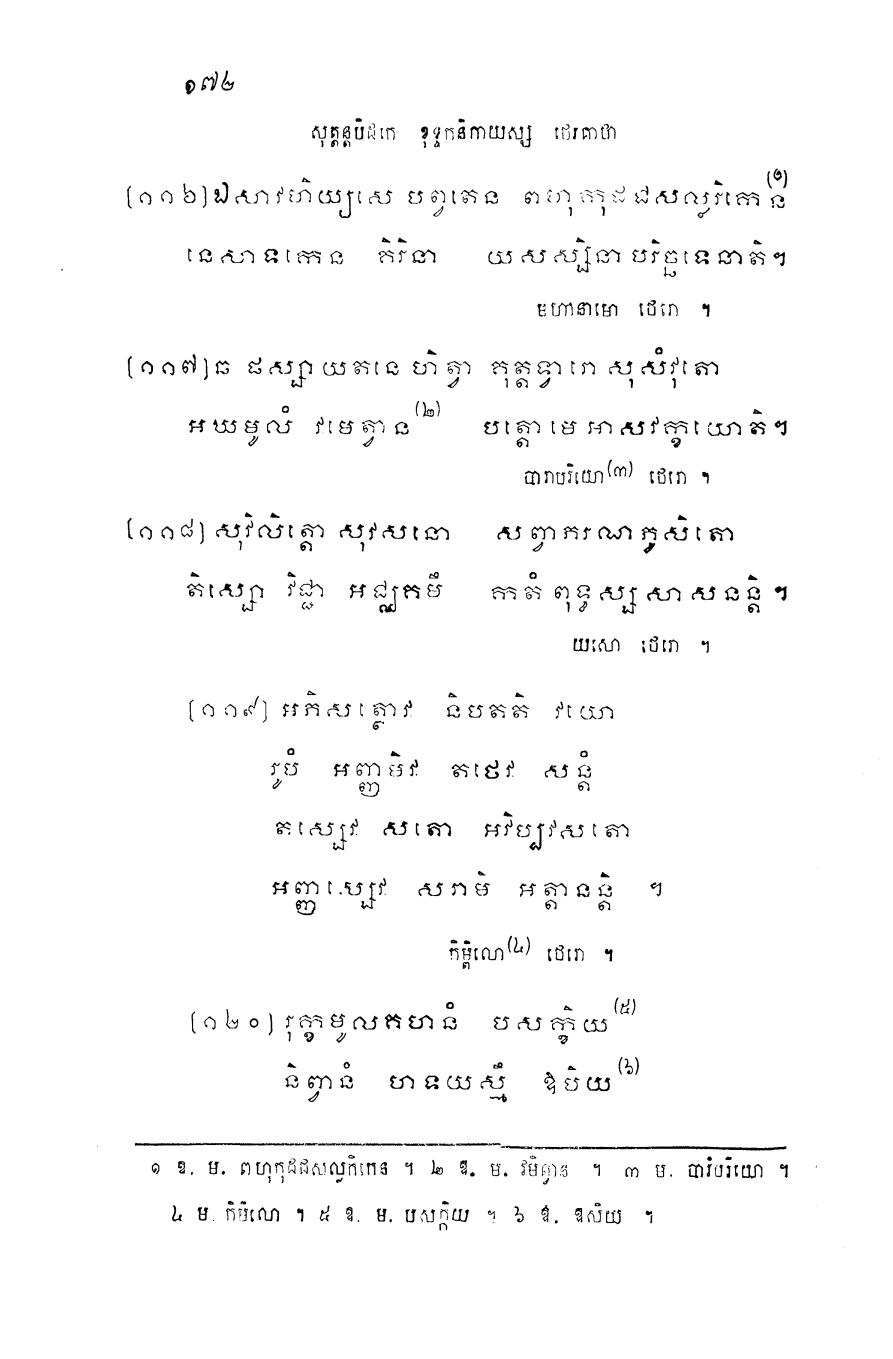 ១៧២
សុត្តន្តបិដកេ ខុទ្ទកនិកាយស្ស ថេរគាថា
(១១៦) ឯសាវហិយ្យសេ បព្វតេន ពហុកុដជសល្លរិកេន(១)
នេសាទកេន គិរិនា យសស្សិនា បរិច្ឆទេនាតិ។
មហានាមោ ថេរោ ។
(១១៧) ឆ ផស្សាយតនេ ហិត្វា គុត្តទ្វារោ សុសំវុតោ
អឃមូលំ វមេត្វាន(២) បត្តោ មេ អាសវក្ខយោតិ។
បារាបរិយោ(៣) ថេរោ ។
(១១៨) សុវិលិត្តោ សុវសនោ សព្វាភរណភូសិតោ
តិស្សោ វិជ្ជា អជ្ឈគមឹ កតំ ពុទ្ធស្ស សាសនន្តិ។
យសោ ថេរោ ។
(១១៩) អភិសត្ថោវ និបតតិ វយោ
រូបំ អញ្ញមិវ តថេវ សន្តំ
តស្សេវ សតោ អវិប្បវសតោ
អញ្ញស្សេវ សរាមិ អត្តានន្តិ ។
កិម្ពិលោ(៤) ថេរោ ។
(១២០) រុក្ខមូលគហនំ បសក្ខិយ(៥)
និព្វានំ ហទយស្មឹ ឱបិយ(៦)
១ ឱ. ម. ពហុកុដជសល្លកិកេន ។ ២ ឱ. ម. វមិត្វាន ។ ៣ ម. បារំបរិយោ ។
៤ ម. កិមិលោ ។ ៥ ឱ. ម. បសក្កិយ ។ ៦ ឱ. ឱសិយ ។